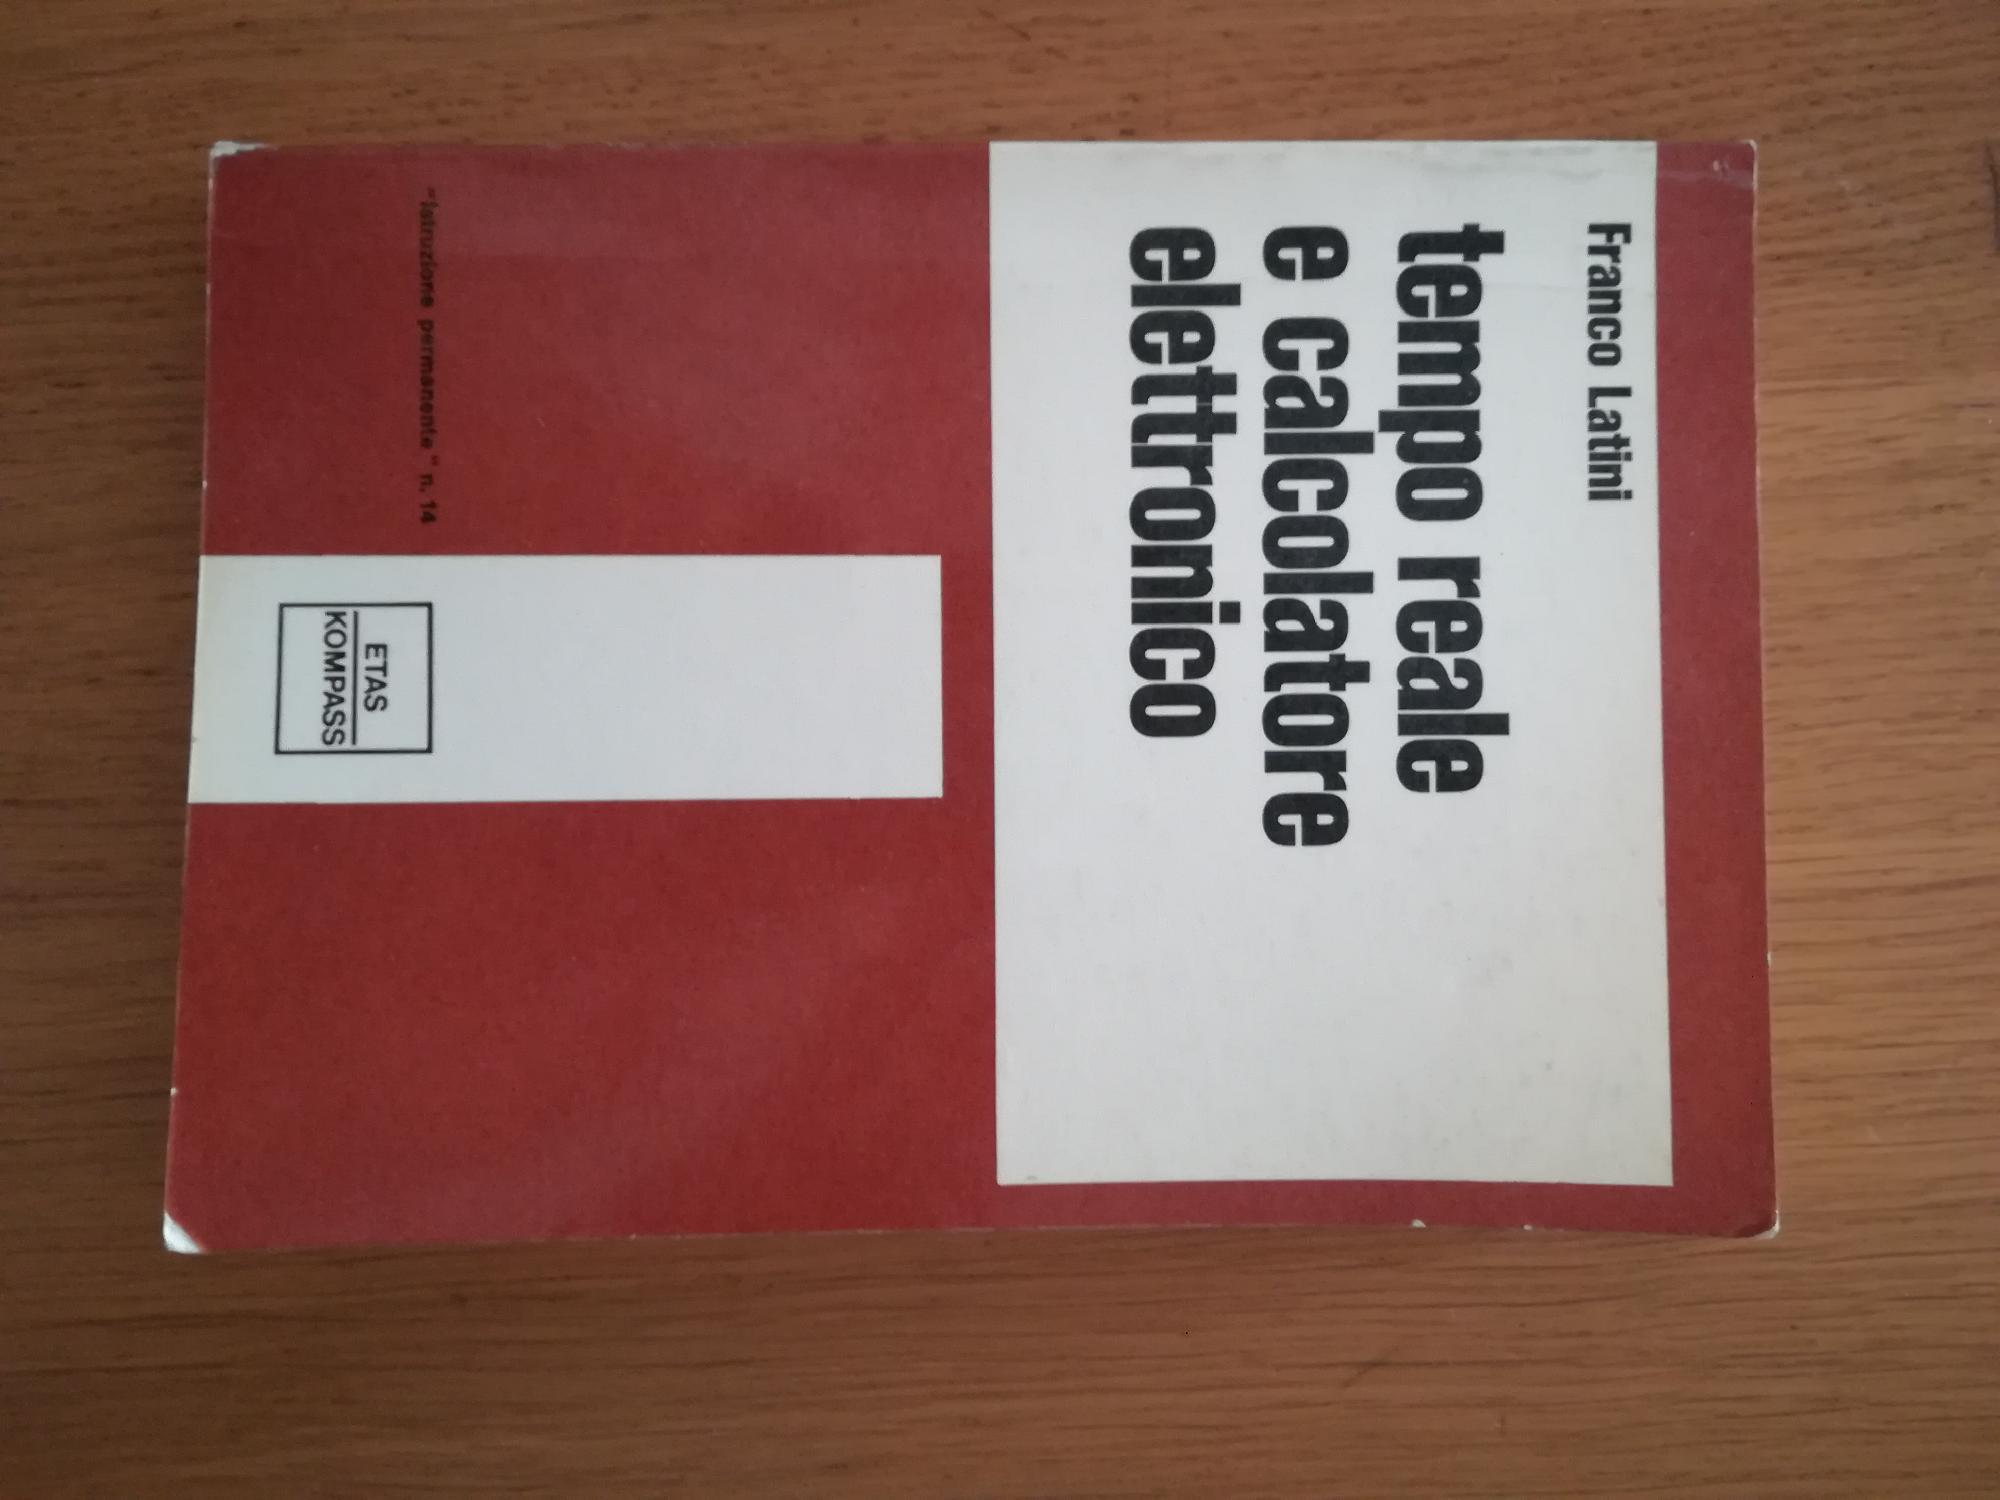 Franco Latini
tempo reale
e calcolatore
elettronico
"istruzione permanente" n. 14
ETAS
KOMPASS